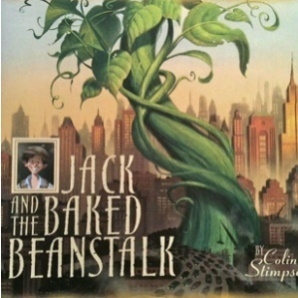 JACK
AND THE BAKED
BEANSTALK
BY Colin
Stimpso